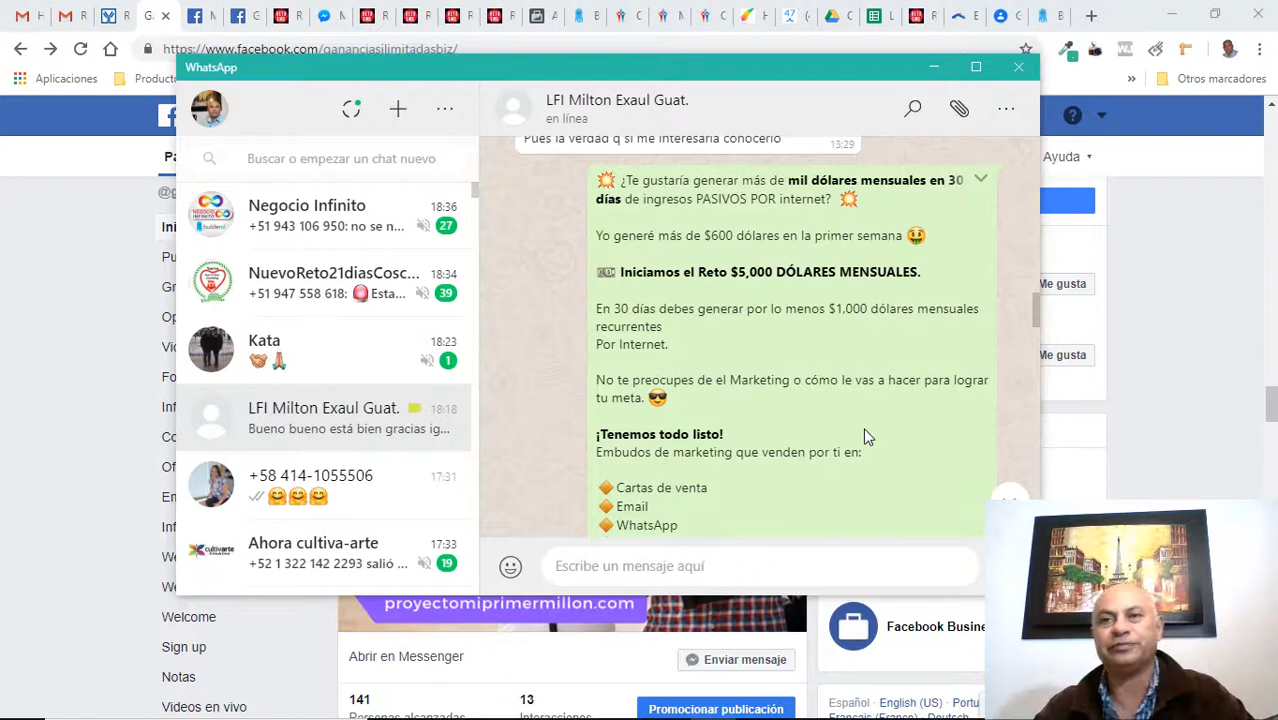 https://www.facebook.com/gananciasilimitadasbiz/
Aplicaciones
Otros marcadores
WhatsApp
LFI Milton Exaul Guat.
en línea
Buscar o empezar un chat nuevo
Ayuda
Me gusta
Me gusta
Negocio Infinito
18:36
+51 943 106 950: no se n...
27
NuevoReto21diasCosc...
18:34
+51 947 558 618: Esta...
39
Kata
18:23
1
LFI Milton Exaul Guat.
18:18
Bueno bueno está bien gracias ig...
+58 414-1055506
17:31
Ahora cultiva-arte
17:33
+52 1 322 142 2293 salió ...
19
Pues la verdad q si me interesaria conocerlo
13:29
¿Te gustaría generar más de mil dólares mensuales en 30
días de ingresos PASIVOS POR internet?
Yo generé más de $600 dólares en la primer semana
Iniciamos el Reto $5,000 DÓLARES MENSUALES.
En 30 días debes generar por lo menos $1,000 dólares mensuales
recurrentes
Por Internet.
No te preocupes de el Marketing o cómo le vas a hacer para lograr
tu meta.
¡Tenemos todo listo!
Embudos de marketing que venden por ti en:
Cartas de venta
Email
WhatsApp
Escribe un mensaje aquí
proyectomiprimermillon.com
Welcome
Sign up
Notas
Videos en vivo
Abrir en Messenger
Enviar mensaje
141
13
Personas alcanzadas
Interacciones
Promocionar publicación
Facebook Busine
Español · English (US) · Portu
Français (France) · Deutsch